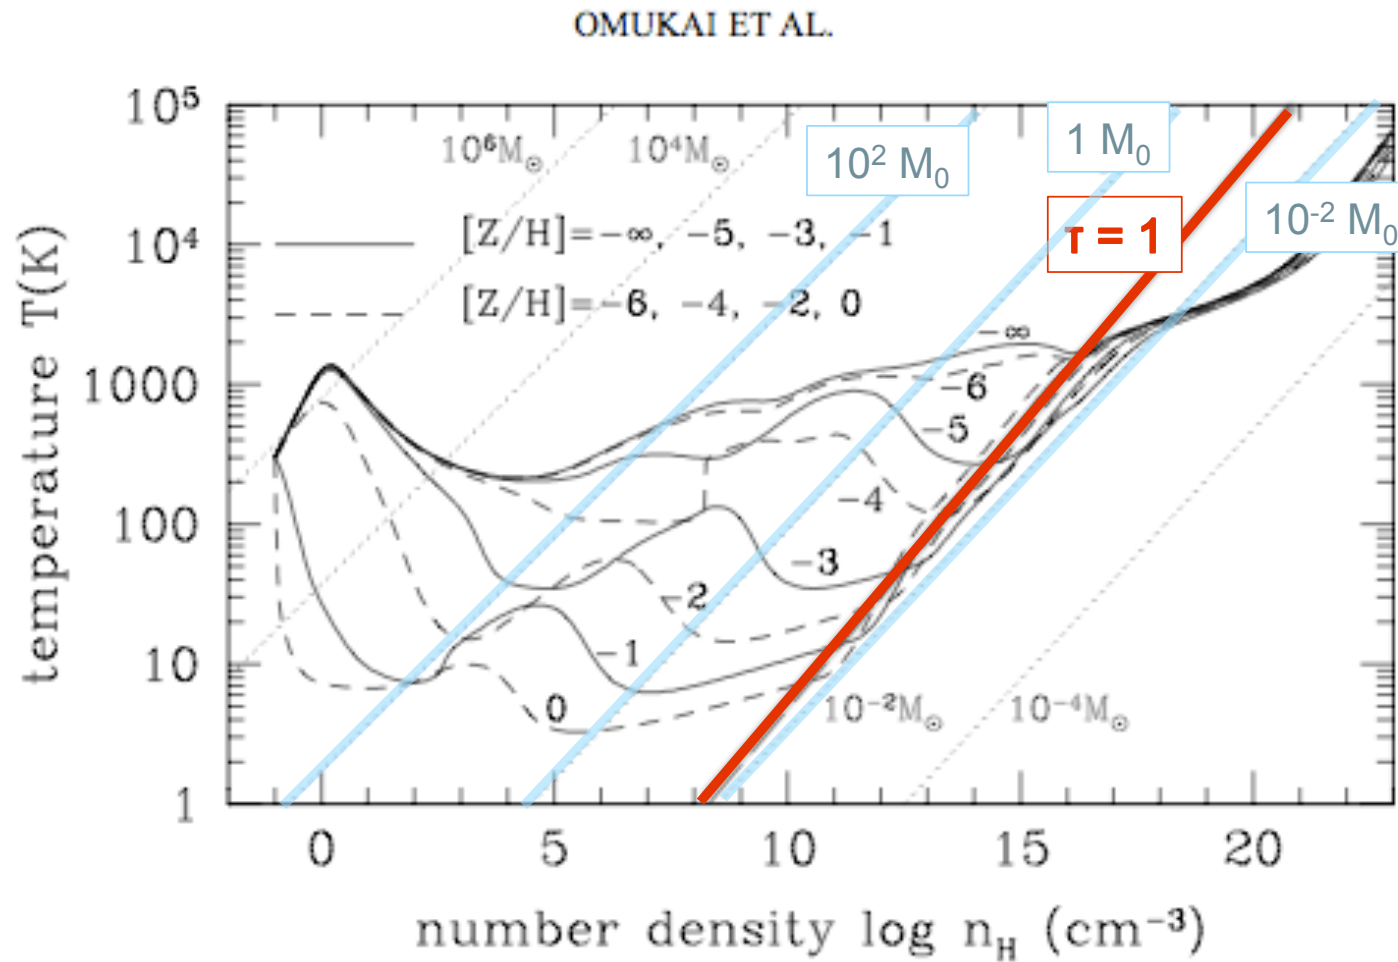 OMUKAI ET AL.
10⁵
10⁴
1000
100
10
1
temperature T(K)
10⁶M☉
10⁴M☉
10² M₀
1 M₀
τ = 1
10⁻² M₀
[Z/H]=−∞, −5, −3, −1
[Z/H]=−6, −4, −2, 0
−∞
−6
−5
−4
−3
−2
−1
0
10⁻²M☉
10⁻⁴M☉
0 5 10 15 20
number density log n_H (cm⁻³)